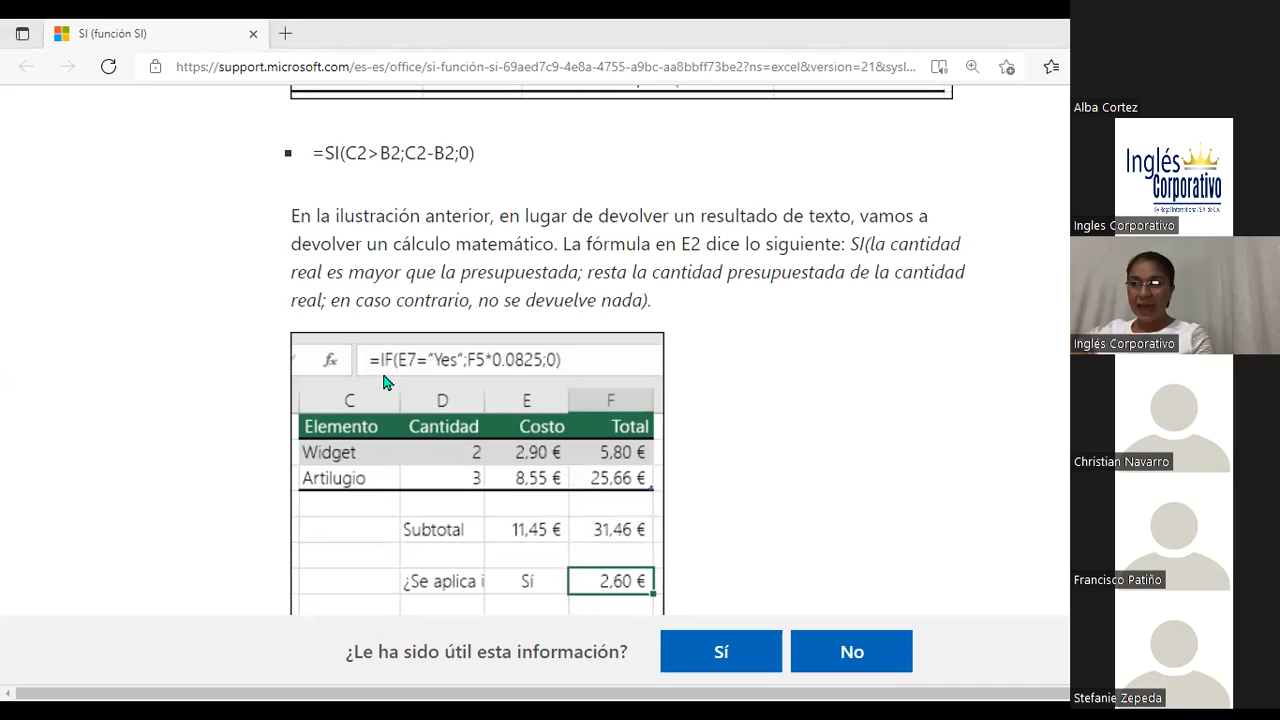 SI (función SI)
https://support.microsoft.com/es-es/office/si-función-si-69aed7c9-4e8a-4755-a9bc-aa8bbff73be2?ns=excel&version=21&sysl...
=SI(C2>B2;C2-B2;0)
En la ilustración anterior, en lugar de devolver un resultado de texto, vamos a
devolver un cálculo matemático. La fórmula en E2 dice lo siguiente: SI(la cantidad
real es mayor que la presupuestada; resta la cantidad presupuestada de la cantidad
real; en caso contrario, no se devuelve nada).
fx =IF(E7="Yes";F5*0.0825;0)
C D E F
Elemento Cantidad Costo Total
Widget 2 2,90 € 5,80 €
Artilugio 3 8,55 € 25,66 €
Subtotal 11,45 € 31,46 €
¿Se aplica i Sí 2,60 €
¿Le ha sido útil esta información? Sí No
Alba Cortez
Inglés
Corporativo
By Regal International, S.A. de C.V.
Ingles Corporativo
Inglés Corporativo
Christian Navarro
Francisco Patiño
Stefanie Zepeda